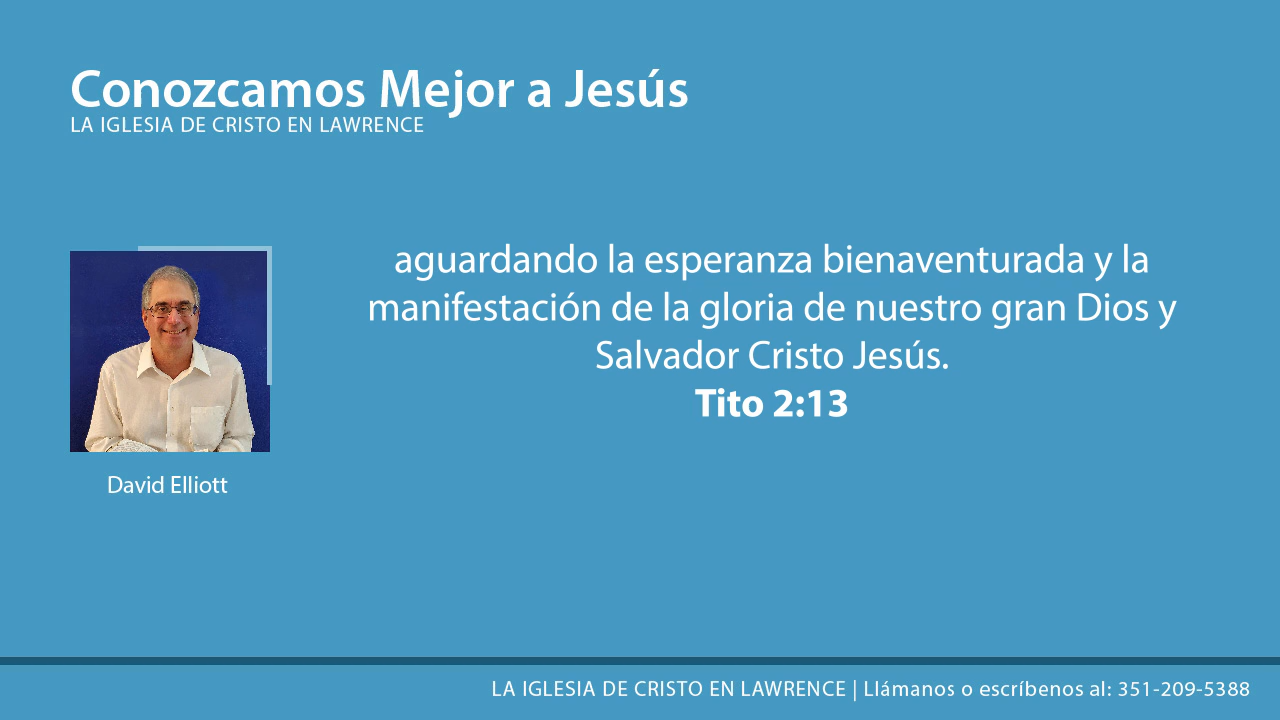 Conozcamos Mejor a Jesús
LA IGLESIA DE CRISTO EN LAWRENCE
aguardando la esperanza bienaventurada y la
manifestación de la gloria de nuestro gran Dios y
Salvador Cristo Jesús.
Tito 2:13
David Elliott
LA IGLESIA DE CRISTO EN LAWRENCE | Llámanos o escríbenos al: 351-209-5388